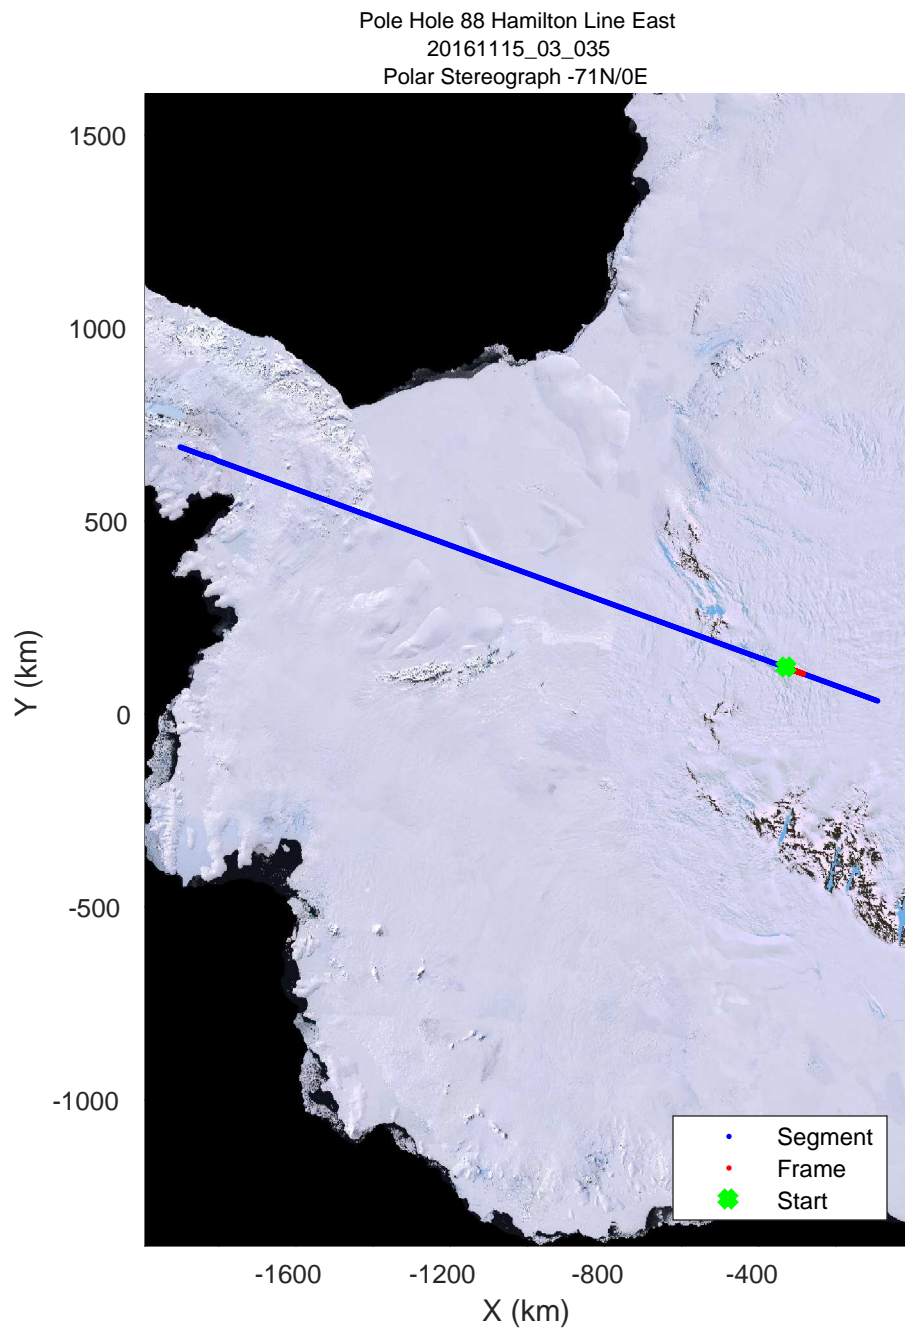 Pole Hole 88 Hamilton Line East
20161115_03_035
Polar Stereograph -71N/0E
1500
1000
500
0
-500
-1000
Y (km)
-1600
-1200
-800
-400
X (km)
Segment
Frame
Start